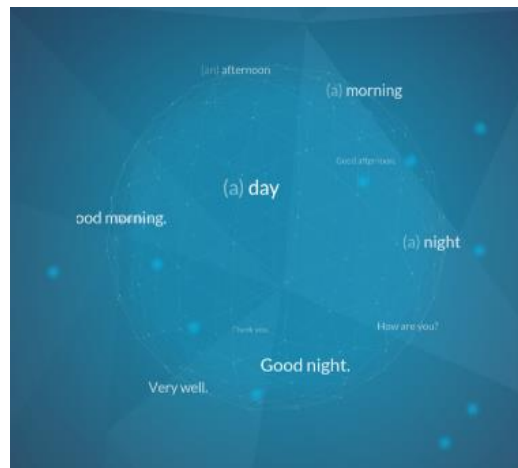 (an) afternoon
(a) morning
Good afternoon.
(a) day
ood morning.
(a) night
Thank you.
How are you?
Good night.
Very well.